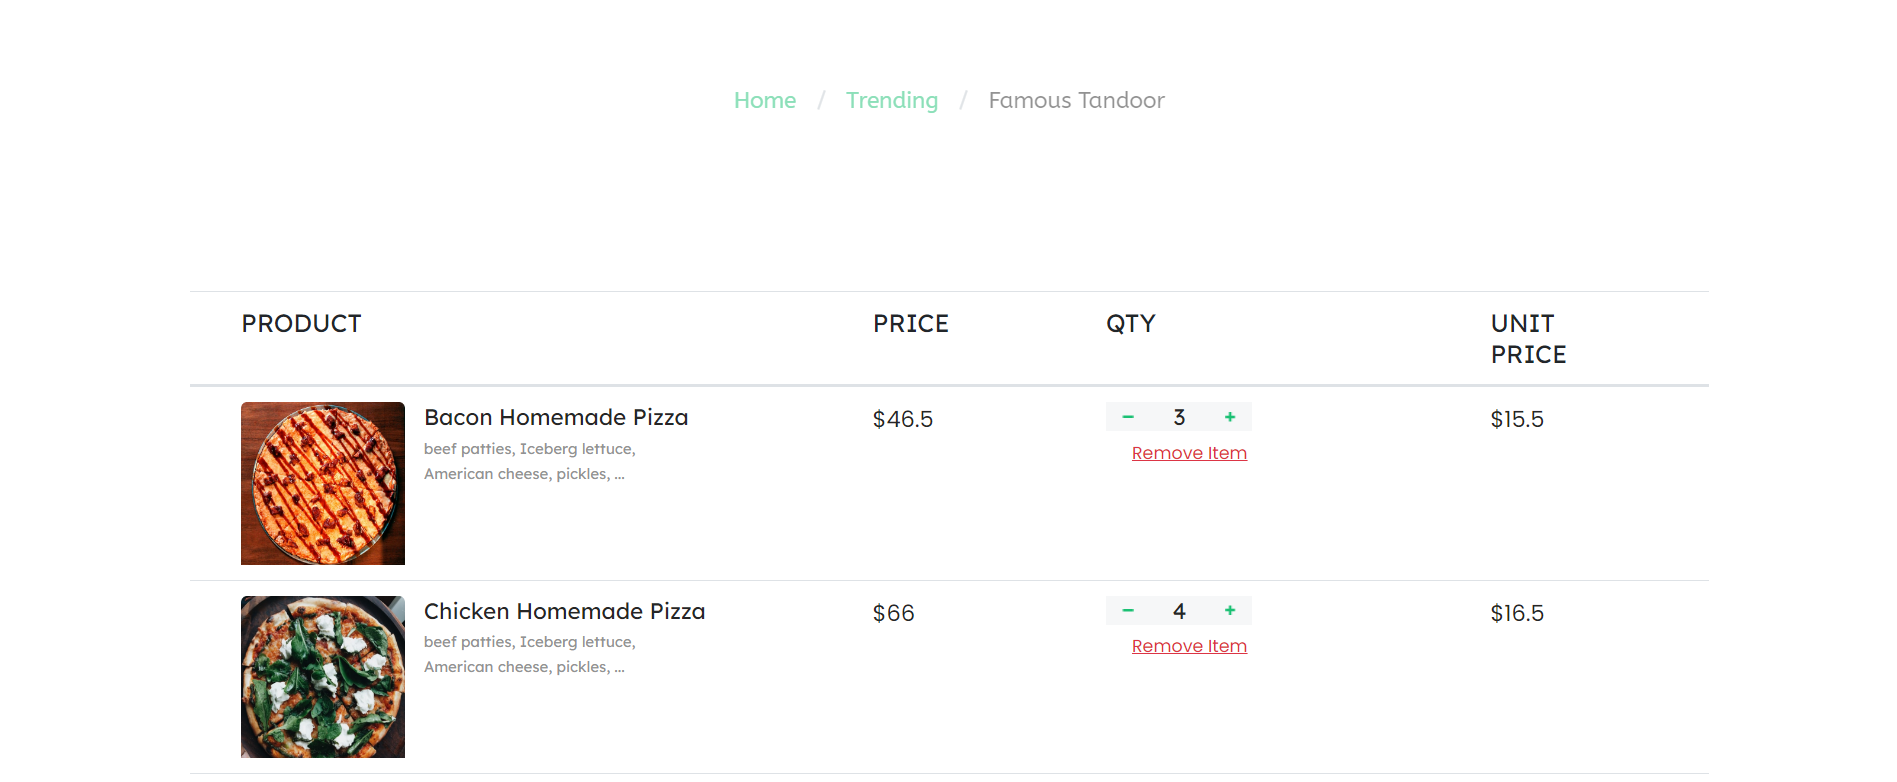 Home / Trending / Famous Tandoor
PRODUCT PRICE QTY UNIT
PRICE
Bacon Homemade Pizza $46.5 − 3 + $15.5
beef patties, Iceberg lettuce, Remove Item
American cheese, pickles, ...
Chicken Homemade Pizza $66 − 4 + $16.5
beef patties, Iceberg lettuce, Remove Item
American cheese, pickles, ...